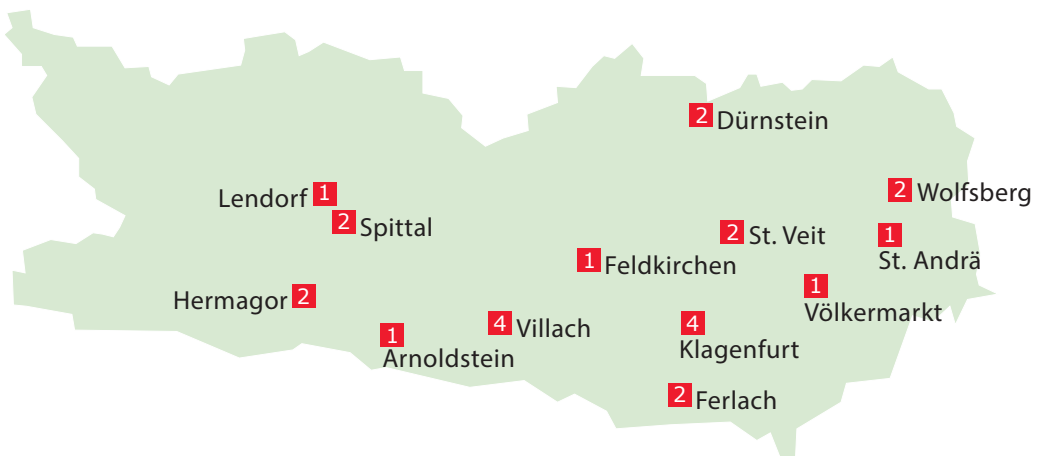 2 Dürnstein
Lendorf 1
2 Wolfsberg
2 Spittal
2 St. Veit
1
St. Andrä
1 Feldkirchen
Hermagor 2
1
Völkermarkt
4 Villach
4
Klagenfurt
1
Arnoldstein
2 Ferlach